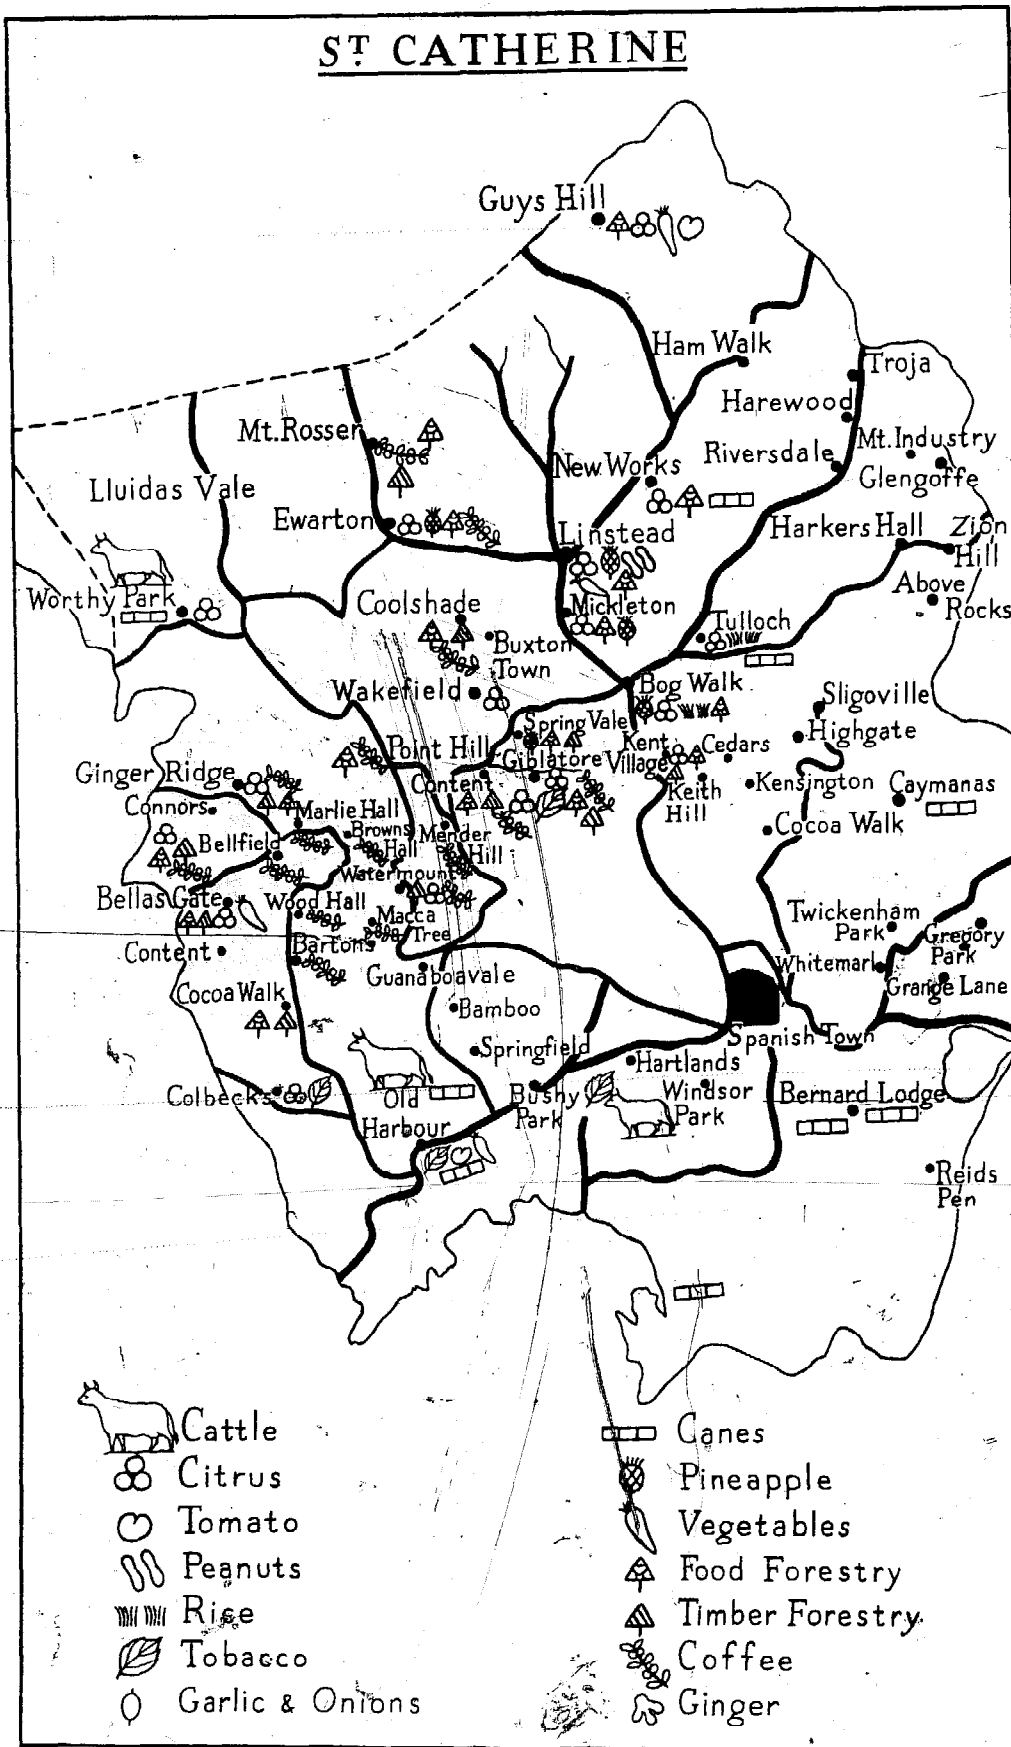 ST. CATHERINE
Guys Hill
Ham Walk
Troja
Harewood
Mt. Rosser
New Works
Riversdale
Mt. Industry
Glengoffe
Lluidas Vale
Ewarton
Linstead
Harkers Hall
Zion
Hill
Worthy Park
Coolshade
Mickleton
Tulloch
Above
Rocks
Buxton
Town
Wakefield
Bog Walk
Sligoville
Spring Vale
Highgate
Point Hill
Giblatore
Kent
Village
Cedars
Ginger Ridge
Content
Keith
Hill
Kensington
Caymanas
Connors
Marlie Hall
Browns
Hall
Mender
Hill
Cocoa Walk
Bellfield
Watermount
Bellas Gate
Wood Hall
Macca
Tree
Twickenham
Park
Gregory
Park
Content
Bartons
Guanaboavale
Whitemarl
Grange Lane
Cocoa Walk
Bamboo
Spanish Town
Springfield
Hartlands
Colbecks
Old
Harbour
Bushy
Park
Windsor
Park
Bernard Lodge
Reids
Pen
Cattle
Citrus
Tomato
Peanuts
Rise
Tobacco
Garlic & Onions
Canes
Pineapple
Vegetables
Food Forestry
Timber Forestry
Coffee
Ginger